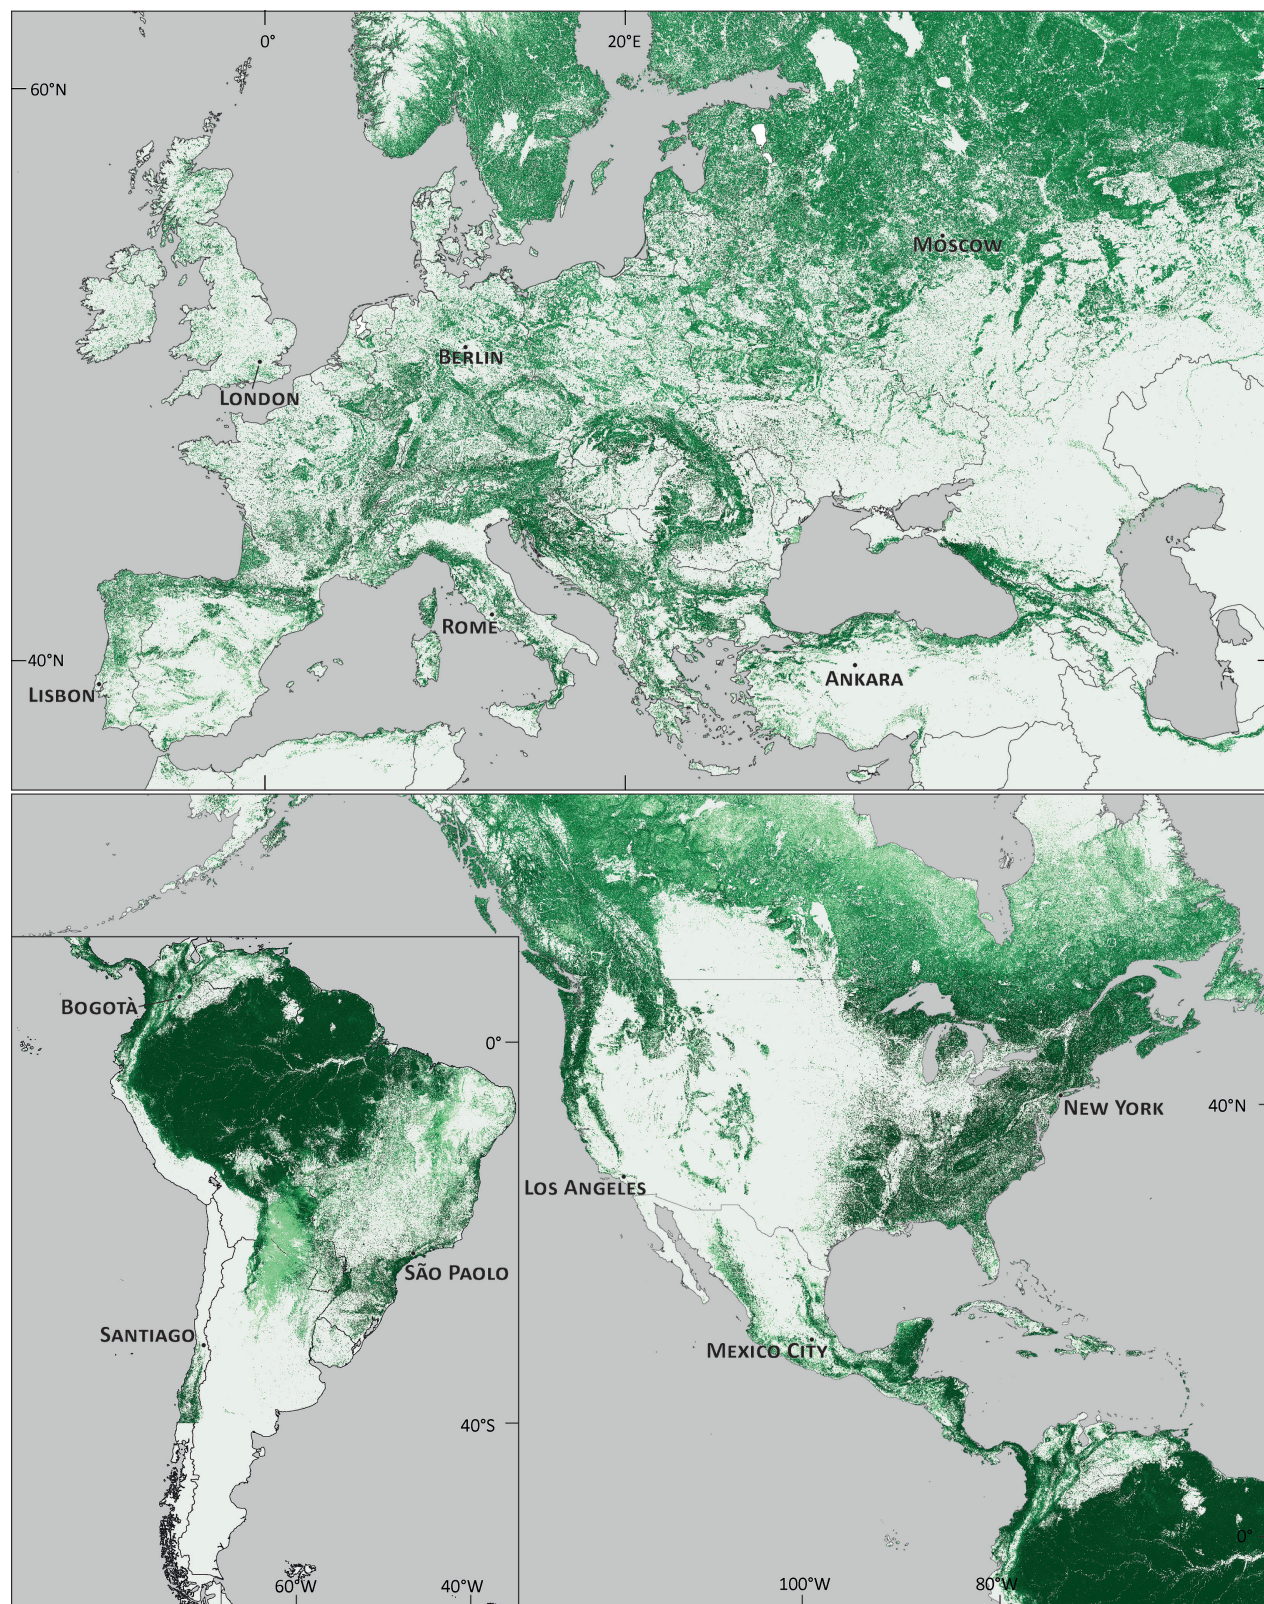 0°
20°E
60°N
Moscow
Berlin
London
Rome
40°N
Lisbon
Ankara
Bogotà
0°
New York
40°N
Los Angeles
São Paolo
Santiago
Mexico City
40°S
0°
60°W
40°W
100°W
80°W